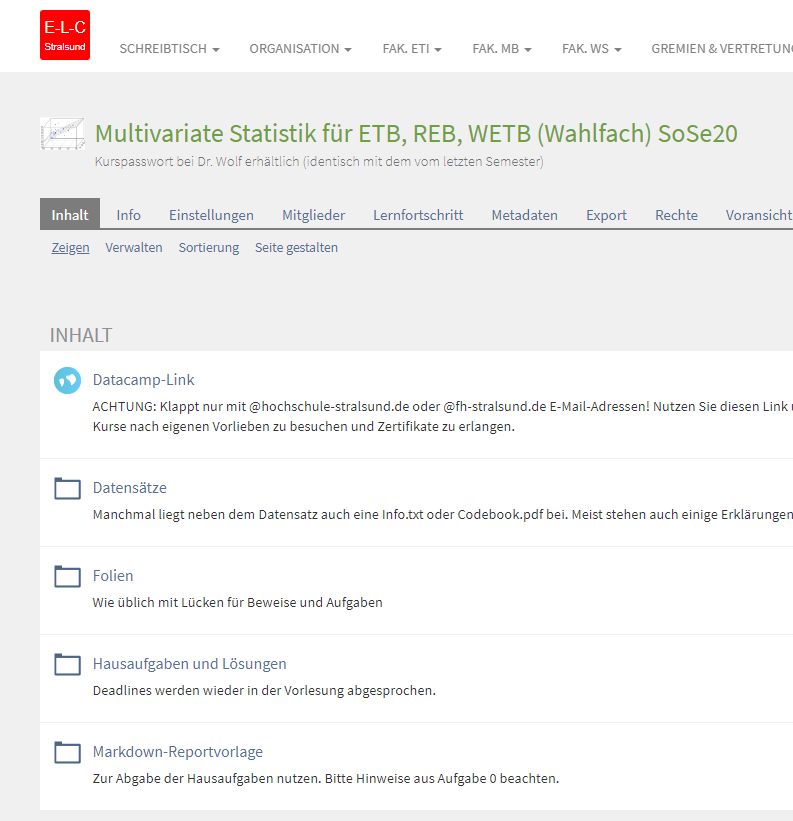 E-L-C
Stralsund
SCHREIBTISCH ORGANISATION FAK. ETI FAK. MB FAK. WS GREMIEN & VERTRETUN
Multivariate Statistik für ETB, REB, WETB (Wahlfach) SoSe20
Kurspasswort bei Dr. Wolf erhältlich (identisch mit dem vom letzten Semester)
Inhalt Info Einstellungen Mitglieder Lernfortschritt Metadaten Export Rechte Voransicht
Zeigen Verwalten Sortierung Seite gestalten
INHALT
Datacamp-Link
ACHTUNG: Klappt nur mit @hochschule-stralsund.de oder @fh-stralsund.de E-Mail-Adressen! Nutzen Sie diesen Link
Kurse nach eigenen Vorlieben zu besuchen und Zertifikate zu erlangen.
Datensätze
Manchmal liegt neben dem Datensatz auch eine Info.txt oder Codebook.pdf bei. Meist stehen auch einige Erklärungen
Folien
Wie üblich mit Lücken für Beweise und Aufgaben
Hausaufgaben und Lösungen
Deadlines werden wieder in der Vorlesung abgesprochen.
Markdown-Reportvorlage
Zur Abgabe der Hausaufgaben nutzen. Bitte Hinweise aus Aufgabe 0 beachten.